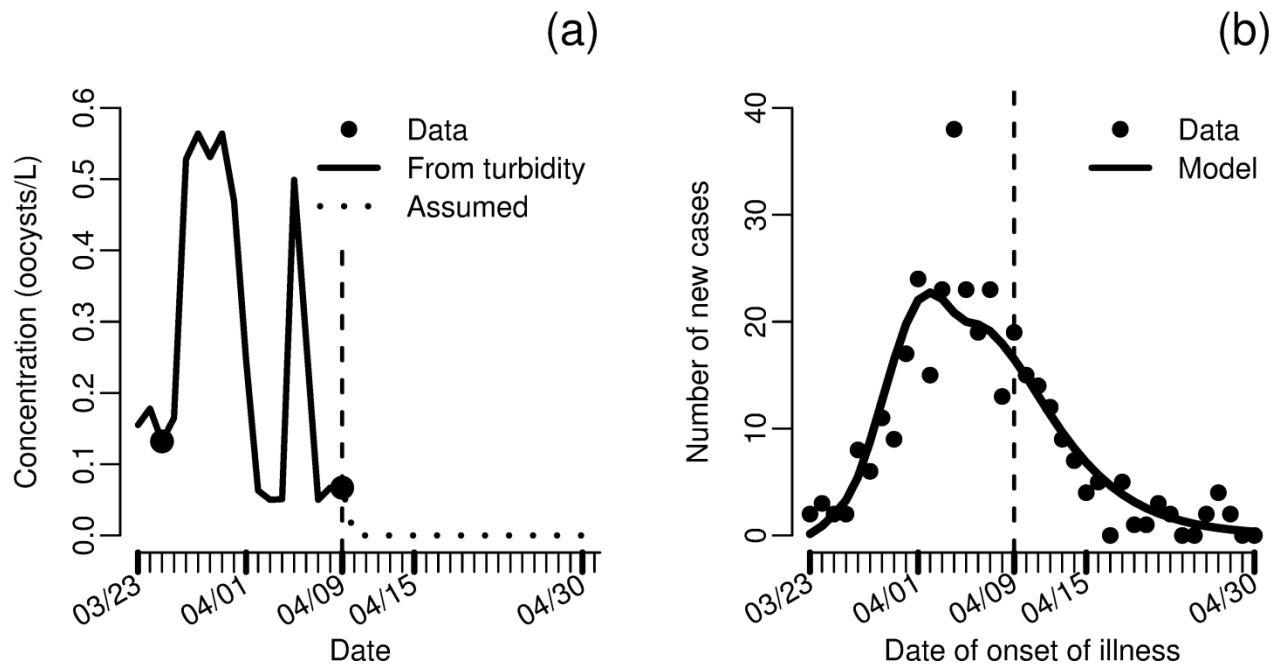 (a)
Concentration (oocysts/L)
0.6
0.5
0.4
0.3
0.2
0.1
0.0
Data
From turbidity
Assumed
03/23
04/01
04/09
04/15
04/30
Date
(b)
Number of new cases
40
30
20
10
0
Data
Model
03/23
04/01
04/09
04/15
04/30
Date of onset of illness